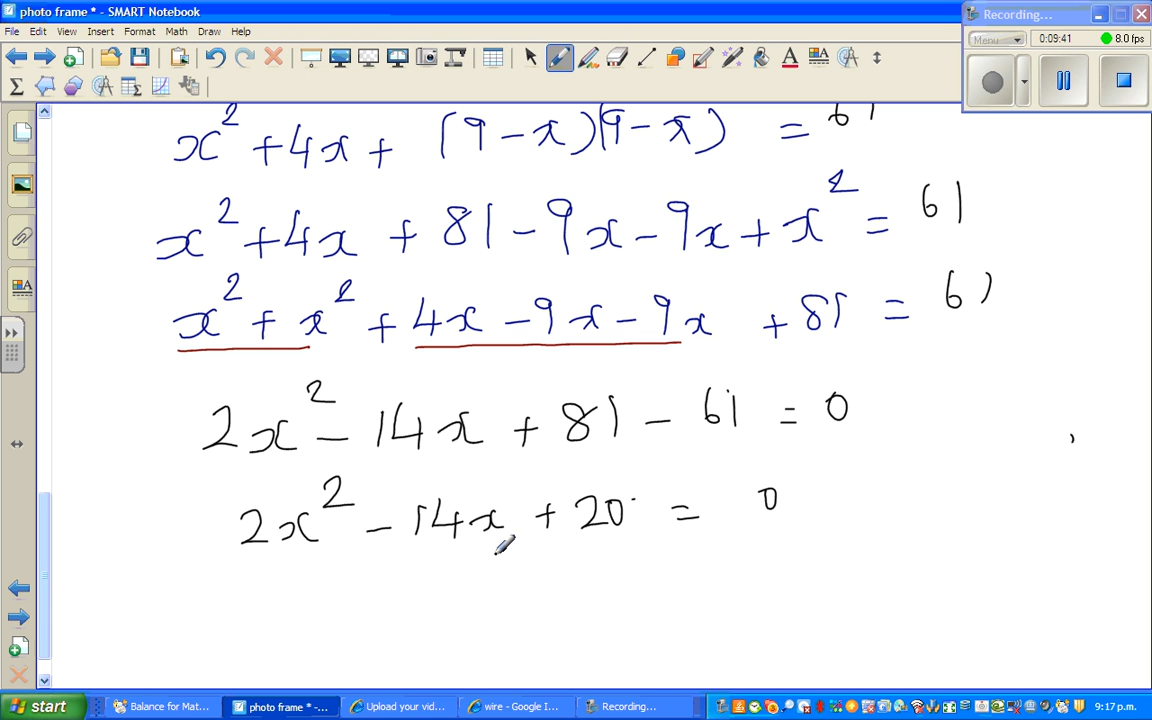 photo frame * - SMART Notebook
File Edit View Insert Format Math Draw Help
Recording...
Menu 0:09:41 8.0 fps
x² + 4x + (9 - x)(9 - x) = 61
x² + 4x + 81 - 9x - 9x + x² = 61
x² + x² + 4x - 9x - 9x + 81 = 61
2x² - 14x + 81 - 61 = 0
2x² - 14x + 20 = 0
start Balance for Mat... photo frame * -... Upload your vid... wire - Google I... Recording... 9:17 p.m.